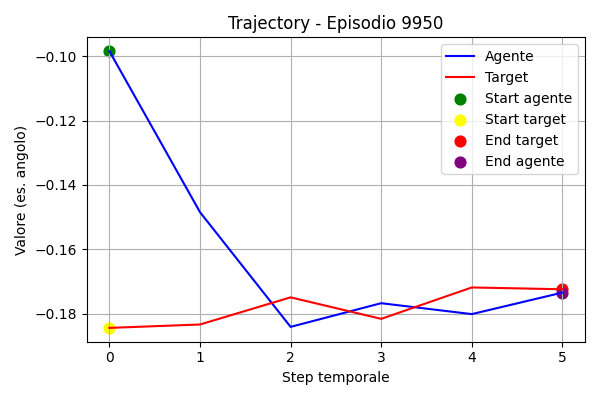 Trajectory - Episodio 9950
Agente
Target
Start agente
Start target
End target
End agente
Valore (es. angolo)
−0.10
−0.12
−0.14
−0.16
−0.18
0 1 2 3 4 5
Step temporale